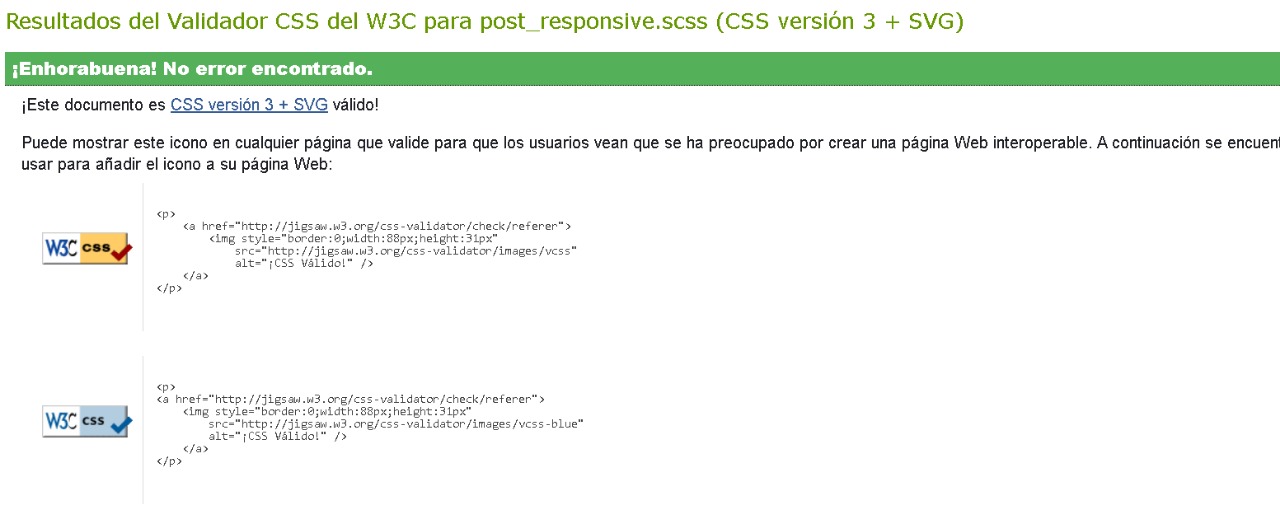 Resultados del Validador CSS del W3C para post_responsive.scss (CSS versión 3 + SVG)
¡Enhorabuena! No error encontrado.
¡Este documento es CSS versión 3 + SVG válido!
Puede mostrar este icono en cualquier página que valide para que los usuarios vean que se ha preocupado por crear una página Web interoperable. A continuación se encuent
usar para añadir el icono a su página Web:
W3C css
<p>
<a href="http://jigsaw.w3.org/css-validator/check/referer">
<img style="border:0;width:88px;height:31px"
src="http://jigsaw.w3.org/css-validator/images/vcss"
alt="¡CSS Válido!" />
</a>
</p>
W3C css
<p>
<a href="http://jigsaw.w3.org/css-validator/check/referer">
<img style="border:0;width:88px;height:31px"
src="http://jigsaw.w3.org/css-validator/images/vcss-blue"
alt="¡CSS Válido!" />
</a>
</p>